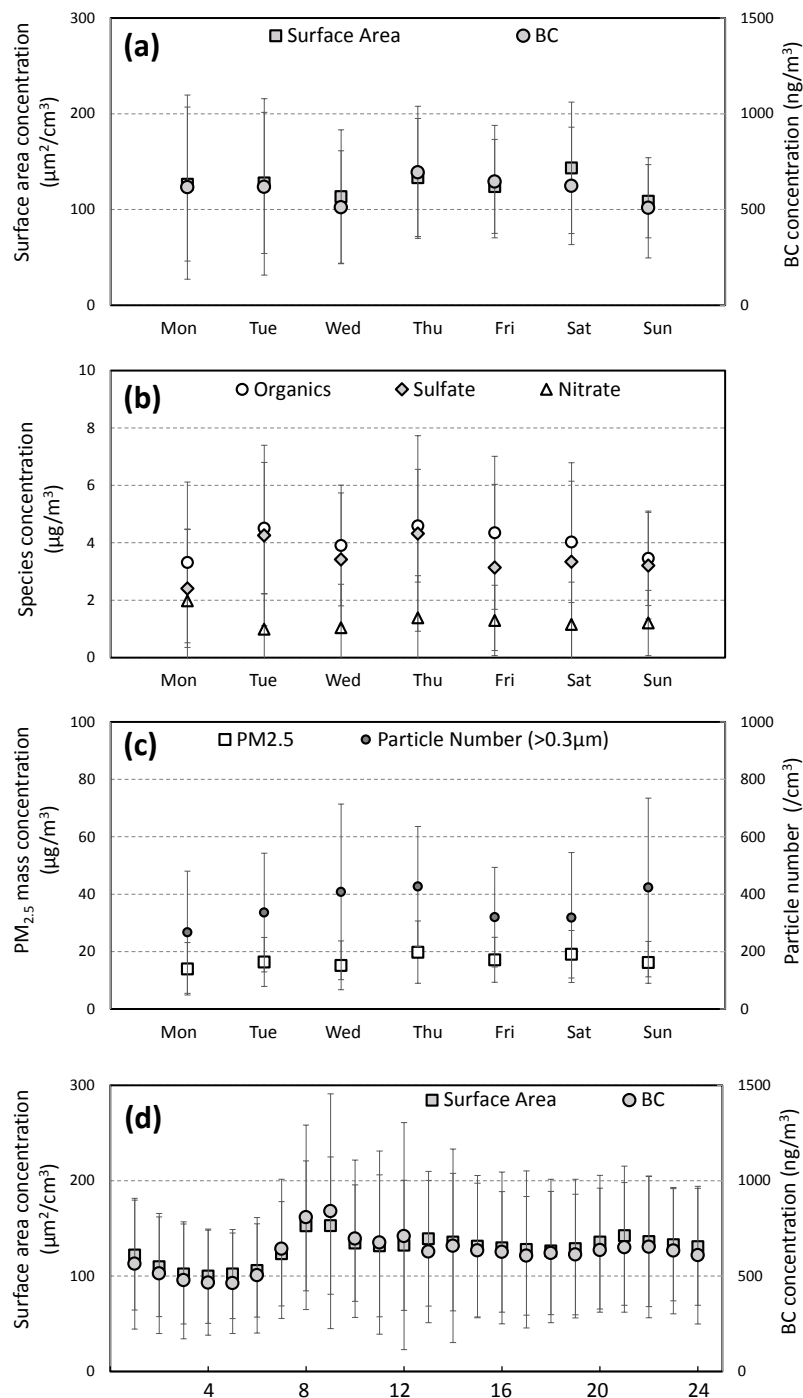 (a)
Surface Area BC
Surface area concentration
(µm²/cm³)
BC concentration (ng/m³)
300
200
100
0
1500
1000
500
0
Mon Tue Wed Thu Fri Sat Sun
(b)
Organics Sulfate Nitrate
Species concentration
(µg/m³)
10
8
6
4
2
0
Mon Tue Wed Thu Fri Sat Sun
(c)
PM2.5 Particle Number (>0.3µm)
PM₂.₅ mass concentration
(µg/m³)
Particle number (/cm³)
100
80
60
40
20
0
1000
800
600
400
200
0
Mon Tue Wed Thu Fri Sat Sun
(d)
Surface Area BC
Surface area concentration
(µm²/cm³)
BC concentration (ng/m³)
300
200
100
0
1500
1000
500
0
4 8 12 16 20 24